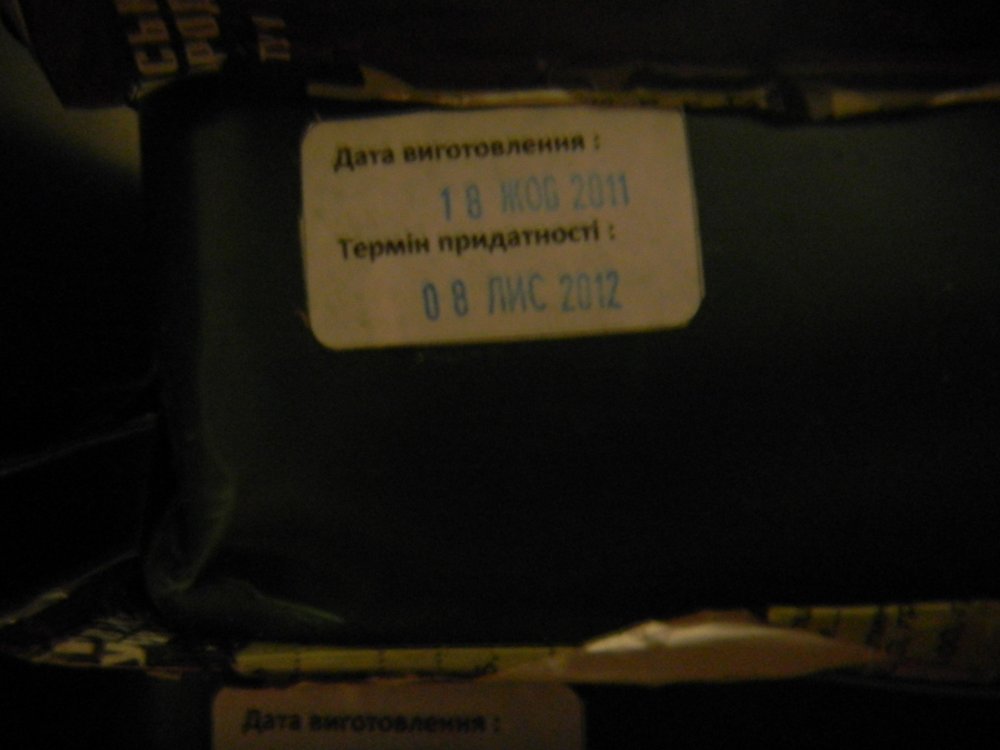 Дата виготовлення :
18 ЖОВ 2011
Термін придатності :
08 ЛИС 2012
Дата виготовлення :